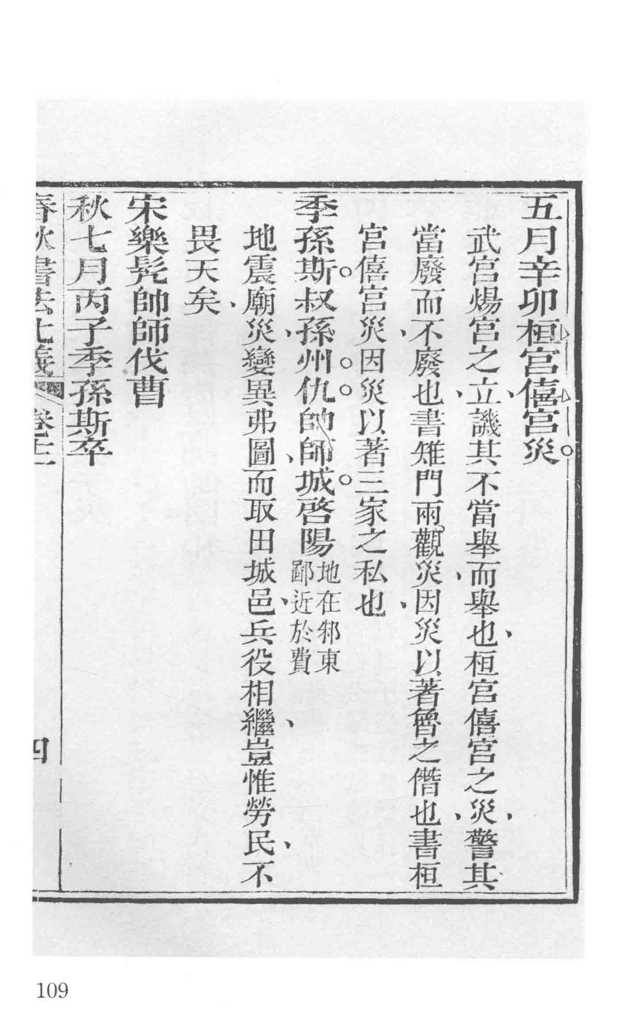 五月辛卯桓宮僖宮災
武宮煬宮之立譏其不當舉而舉也桓宮僖宮之災警其
當廢而不廢也書雉門兩觀災因災以著魯之僭也書桓
宮僖宮災因災以著三家之私也
季孫斯叔孫州仇帥師城啓陽地在邾東
鄙近於費
地震廟災變異弗圖而取田城邑兵役相繼豈惟勞民不
畏天矣
宋樂髡帥師伐曹
秋七月丙子季孫斯卒
春秋書法比義 卷十二 四
109